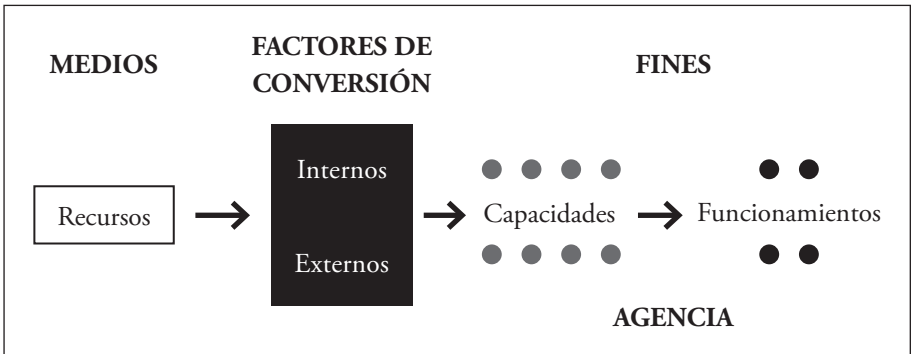 MEDIOS
FACTORES DE
CONVERSIÓN
FINES
Recursos
Internos
Externos
Capacidades
Funcionamientos
AGENCIA